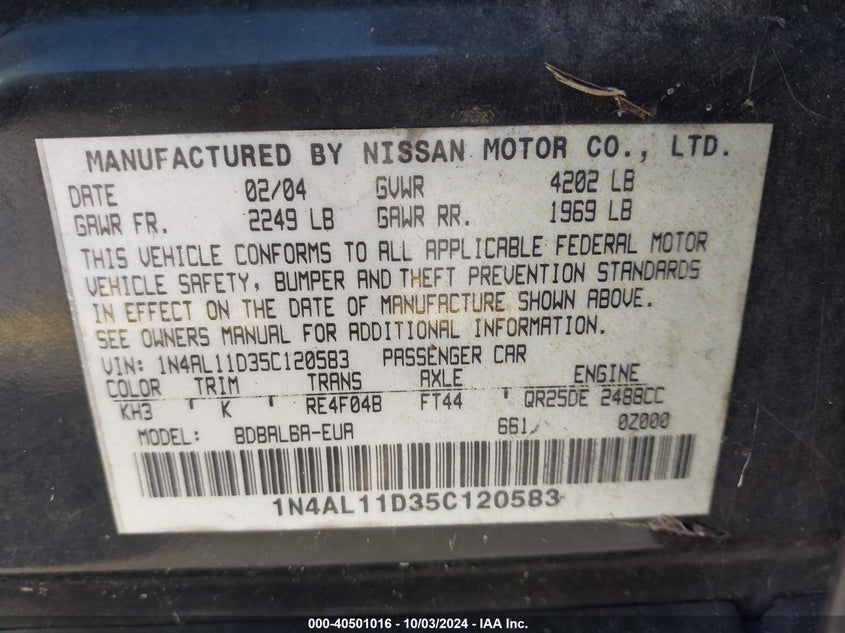 MANUFACTURED BY NISSAN MOTOR CO., LTD.
DATE 02/04 GVWR 4202 LB
GAWR FR. 2249 LB GAWR RR. 1969 LB
THIS VEHICLE CONFORMS TO ALL APPLICABLE FEDERAL MOTOR
VEHICLE SAFETY, BUMPER AND THEFT PREVENTION STANDARDS
IN EFFECT ON THE DATE OF MANUFACTURE SHOWN ABOVE.
SEE OWNERS MANUAL FOR ADDITIONAL INFORMATION.
VIN: 1N4AL11D35C120583 PASSENGER CAR
COLOR TRIM TRANS AXLE ENGINE
KH3 ' K ' RE4F04B FT44 ' QR25DE 2488CC
MODEL: BDBALBA-EUA 661/ 0Z000
1N4AL11D35C120583
000-40501016 - 10/03/2024 - IAA Inc.